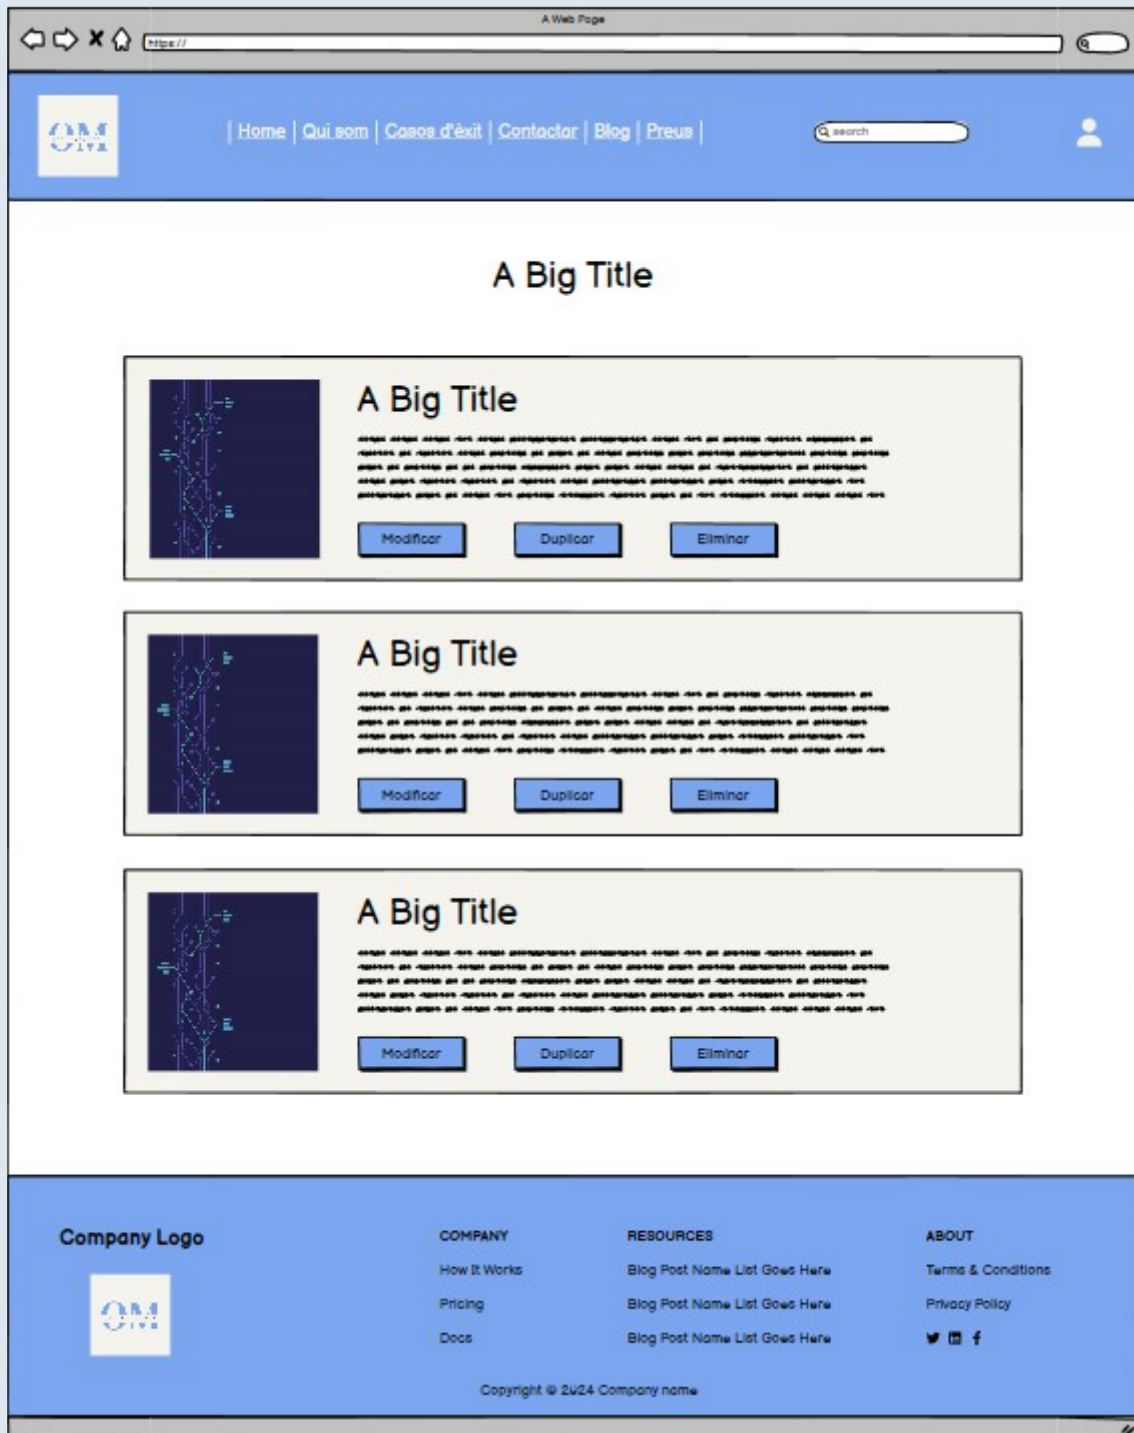 A Web Page
https://
OM
| Home | Qui som | Casos d'èxit | Contactar | Blog | Preus |
search
A Big Title
A Big Title
Modificar Duplicar Eliminar
A Big Title
Modificar Duplicar Eliminar
A Big Title
Modificar Duplicar Eliminar
Company Logo COMPANY RESOURCES ABOUT
How It Works Blog Post Name List Goes Here Terms & Conditions
OM
Pricing Blog Post Name List Goes Here Privacy Policy
Docs Blog Post Name List Goes Here
Copyright © 2024 Company name